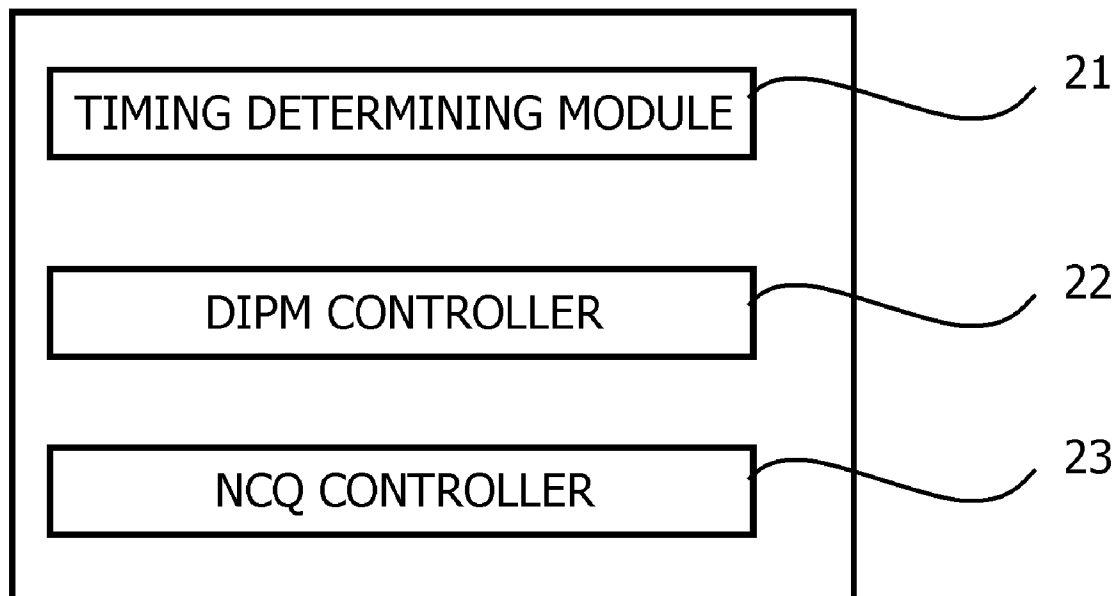 TIMING DETERMINING MODULE 21
DIPM CONTROLLER 22
NCQ CONTROLLER 23